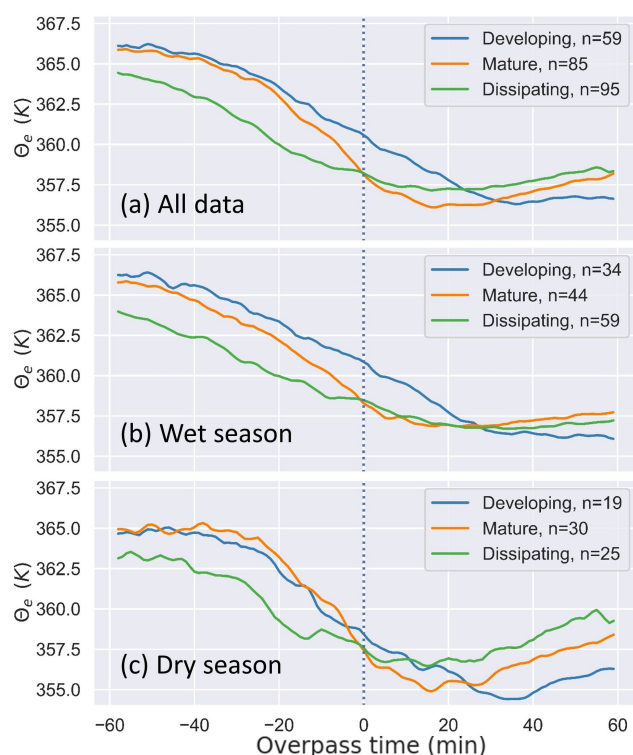 367.5
365.0
362.5
360.0
357.5
355.0
Θe (K)
Developing, n=59
Mature, n=85
Dissipating, n=95
(a) All data
367.5
365.0
362.5
360.0
357.5
355.0
Θe (K)
Developing, n=34
Mature, n=44
Dissipating, n=59
(b) Wet season
367.5
365.0
362.5
360.0
357.5
355.0
Θe (K)
Developing, n=19
Mature, n=30
Dissipating, n=25
(c) Dry season
−60 −40 −20 0 20 40 60
Overpass time (min)